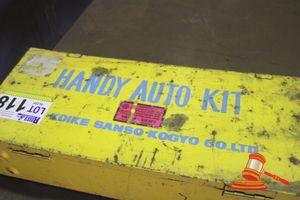 LOT 118
HANDY AUTO KIT
KOIKE SANSO KOGYO CO.LTD